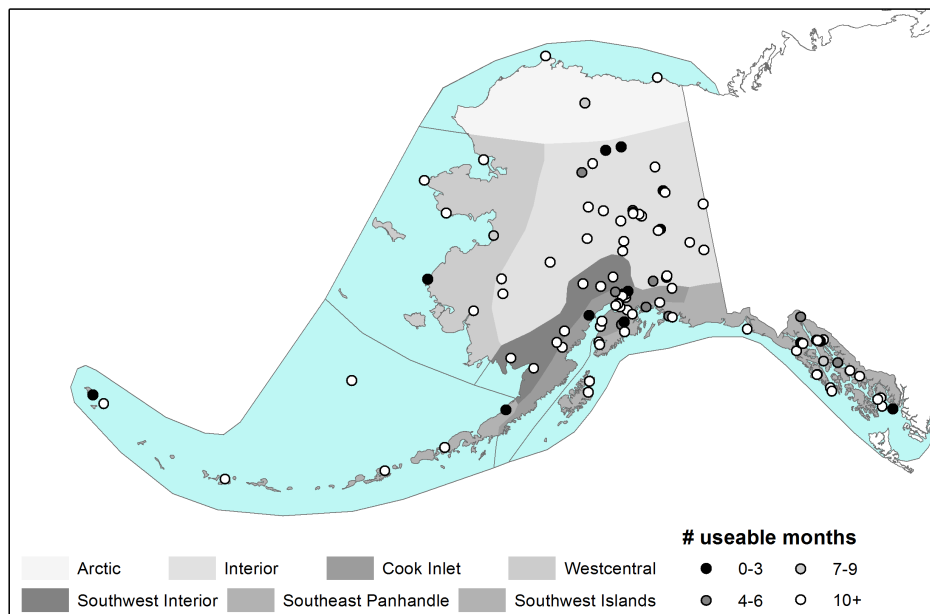 # useable months
Arctic Interior Cook Inlet Westcentral 0-3 7-9
Southwest Interior Southeast Panhandle Southwest Islands 4-6 10+